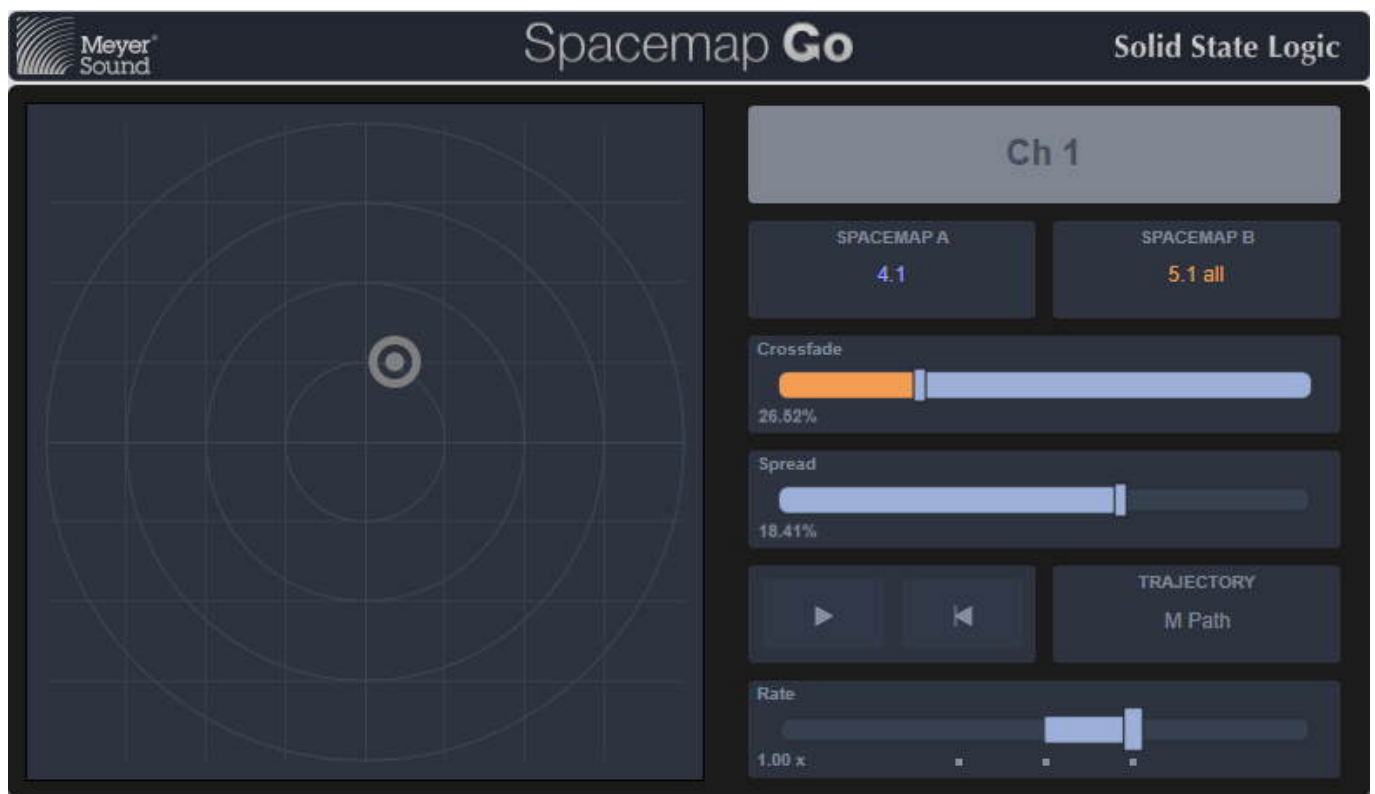 Meyer
Sound
Spacemap Go
Solid State Logic
Ch 1
SPACEMAP A
4.1
SPACEMAP B
5.1 all
Crossfade
26.52%
Spread
18.41%
TRAJECTORY
M Path
Rate
1.00 x